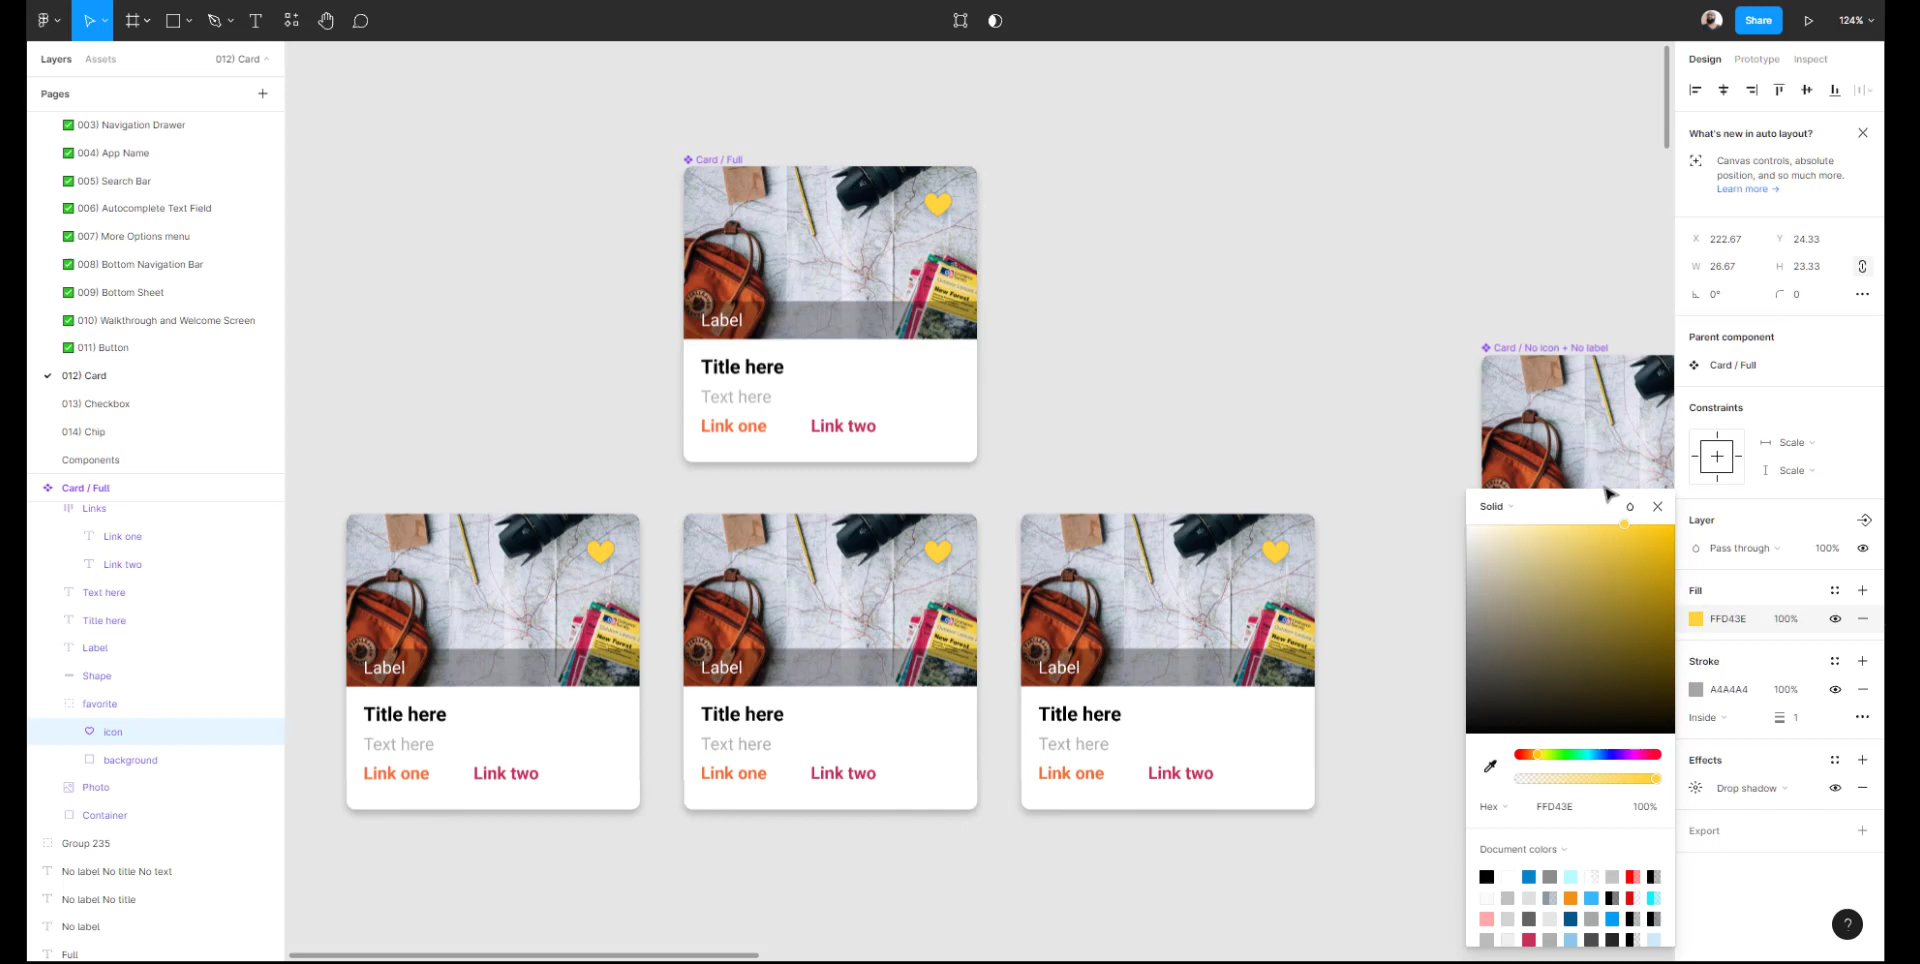 Share
124%
Layers
Assets
012) Card
Pages
003) Navigation Drawer
004) App Name
005) Search Bar
006) Autocomplete Text Field
007) More Options menu
008) Bottom Navigation Bar
009) Bottom Sheet
010) Walkthrough and Welcome Screen
011) Button
012) Card
013) Checkbox
014) Chip
Components
Card / Full
Links
Link one
Link two
Text here
Title here
Label
Shape
favorite
icon
background
Photo
Container
Group 235
No label No title No text
No label No title
No label
Full
Card / Full
New Forest
Label
Title here
Text here
Link one
Link two
New Forest
Label
Title here
Text here
Link one
Link two
New Forest
Label
Title here
Text here
Link one
Link two
New Forest
Label
Title here
Text here
Link one
Link two
Card / No icon + No label
Solid
Hex
FFD43E
100%
Document colors
Design
Prototype
Inspect
What's new in auto layout?
Canvas controls, absolute
position, and so much more.
Learn more →
X 222.67
Y 24.33
W 26.67
H 23.33
0°
0
Parent component
Card / Full
Constraints
Scale
Scale
Layer
Pass through
100%
Fill
FFD43E
100%
Stroke
A4A4A4
100%
Inside
1
Effects
Drop shadow
Export
?